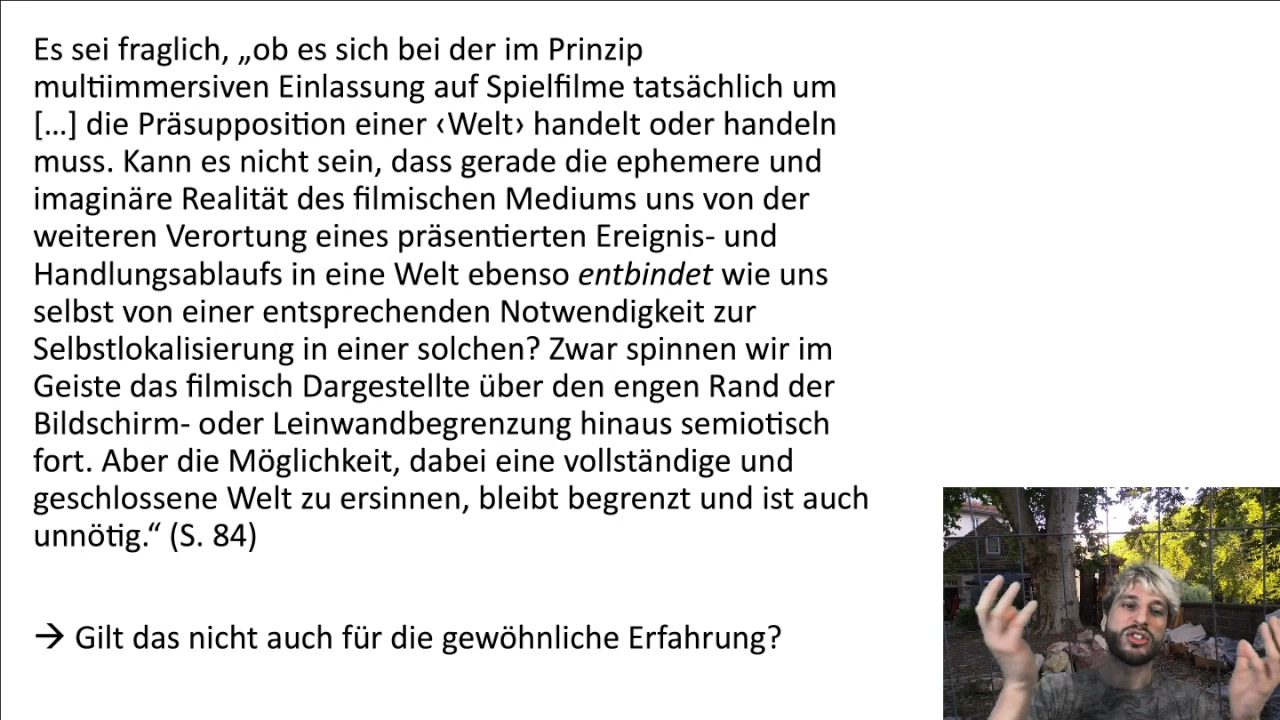 Es sei fraglich, „ob es sich bei der im Prinzip
multiimmersiven Einlassung auf Spielfilme tatsächlich um
[…] die Präsupposition einer ‹Welt› handelt oder handeln
muss. Kann es nicht sein, dass gerade die ephemere und
imaginäre Realität des filmischen Mediums uns von der
weiteren Verortung eines präsentierten Ereignis- und
Handlungsablaufs in eine Welt ebenso entbindet wie uns
selbst von einer entsprechenden Notwendigkeit zur
Selbstlokalisierung in einer solchen? Zwar spinnen wir im
Geiste das filmisch Dargestellte über den engen Rand der
Bildschirm- oder Leinwandbegrenzung hinaus semiotisch
fort. Aber die Möglichkeit, dabei eine vollständige und
geschlossene Welt zu ersinnen, bleibt begrenzt und ist auch
unnötig.“ (S. 84)
→ Gilt das nicht auch für die gewöhnliche Erfahrung?